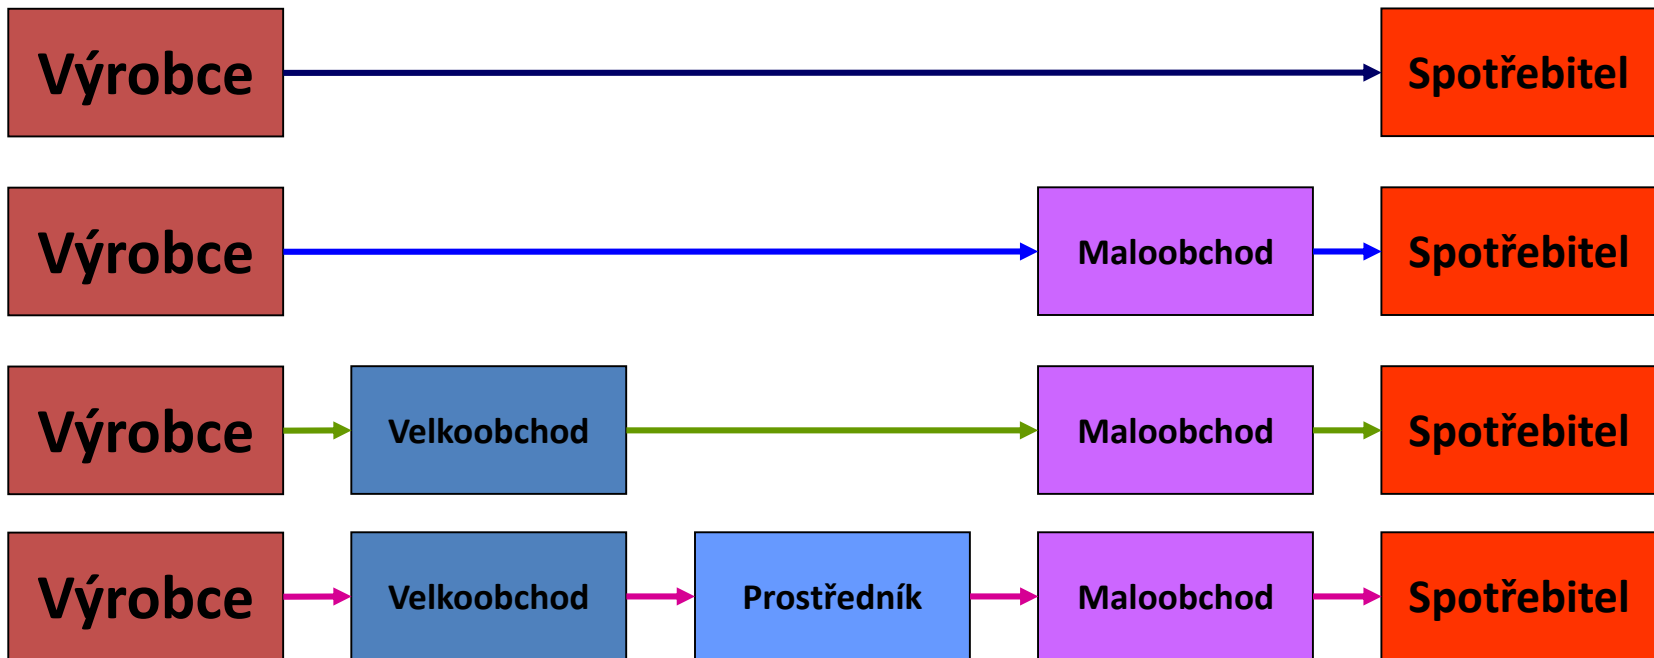 Výrobce Spotřebitel
Výrobce Maloobchod Spotřebitel
Výrobce Velkoobchod Maloobchod Spotřebitel
Výrobce Velkoobchod Prostředník Maloobchod Spotřebitel